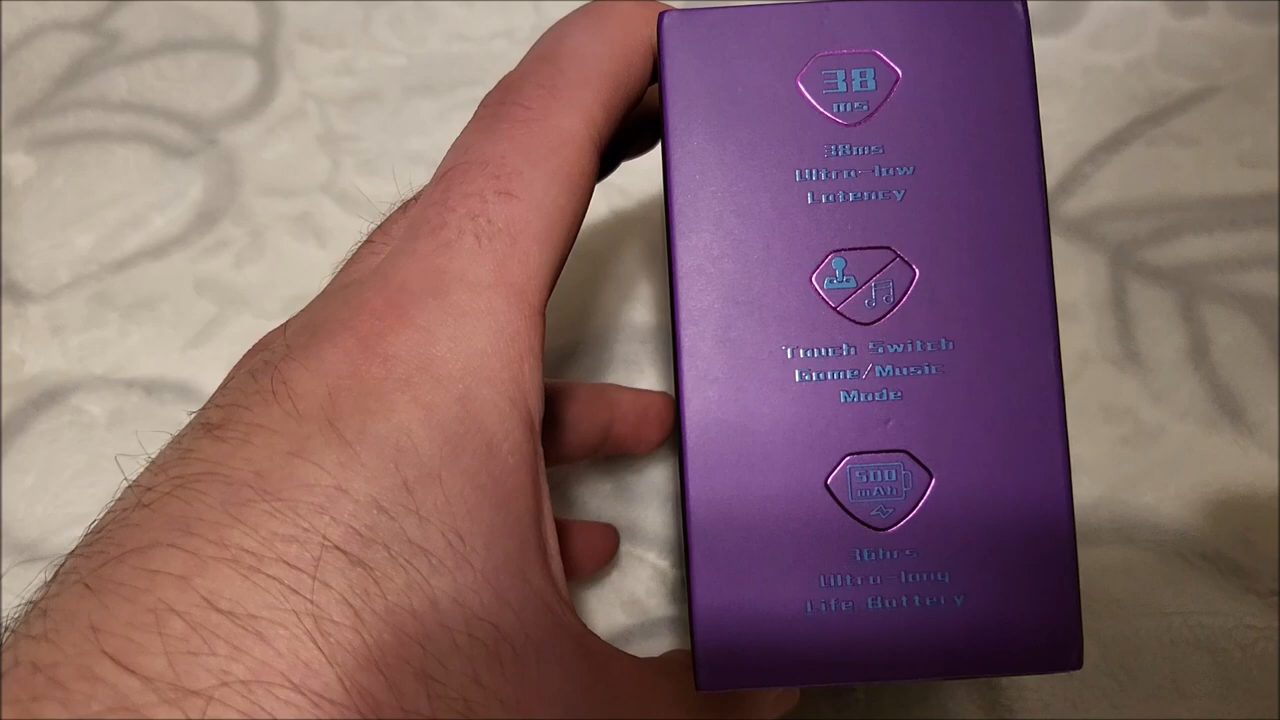 38
ms
38ms
Ultra-low
Latency
Touch Switch
Game/Music
Mode
500
mAh
36hrs
Ultra-long
Life Battery